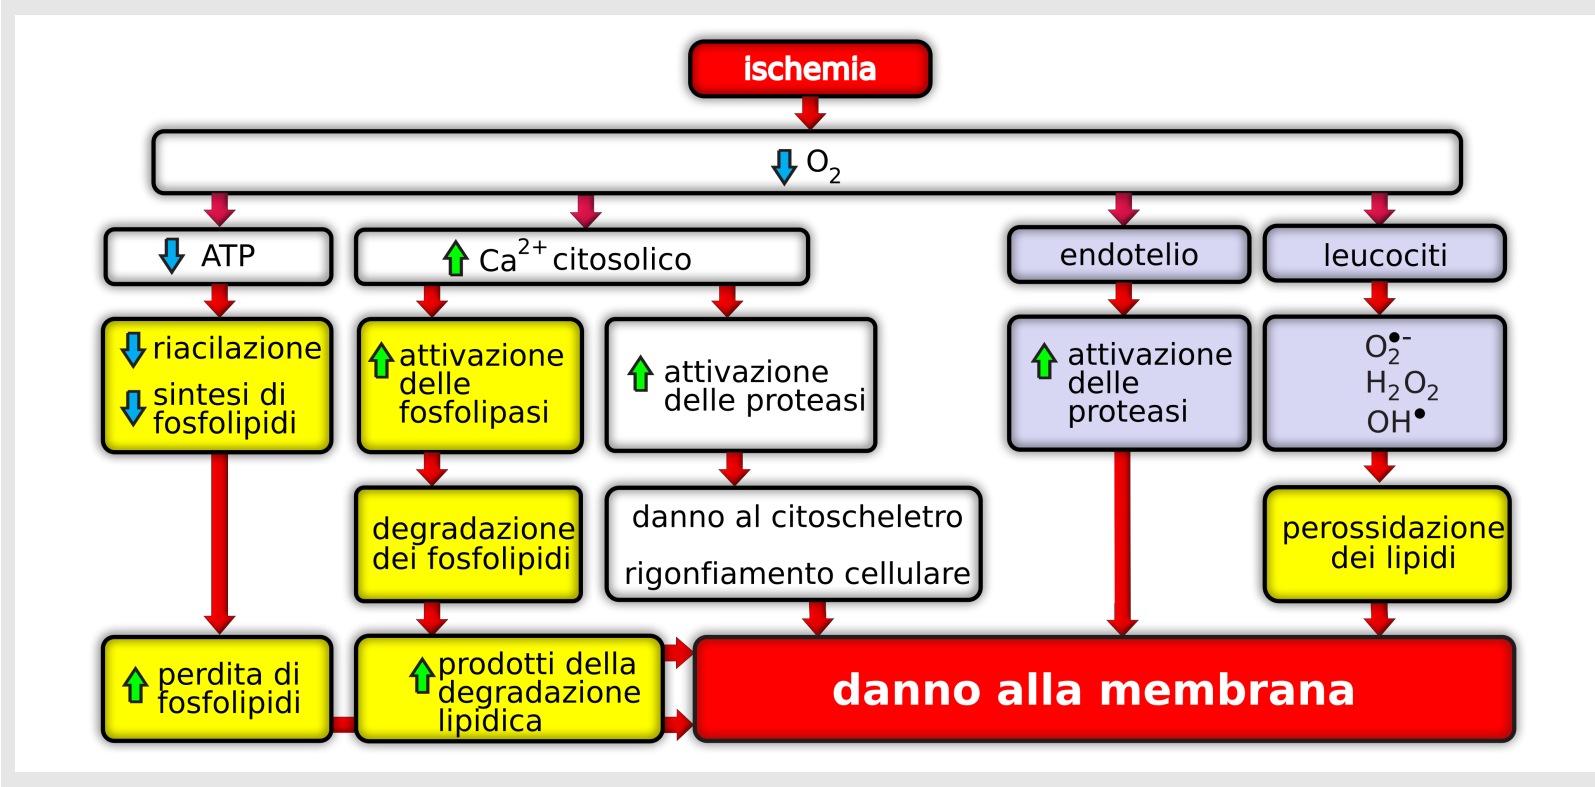 ischemia
O₂
ATP
Ca²⁺ citosolico
endotelio
leucociti
riacilazione
sintesi di
fosfolipidi
attivazione
delle
fosfolipasi
attivazione
delle proteasi
attivazione
delle
proteasi
O₂•-
H₂O₂
OH•
degradazione
dei fosfolipidi
danno al citoscheletro
rigonfiamento cellulare
perossidazione
dei lipidi
perdita di
fosfolipidi
prodotti della
degradazione
lipidica
danno alla membrana